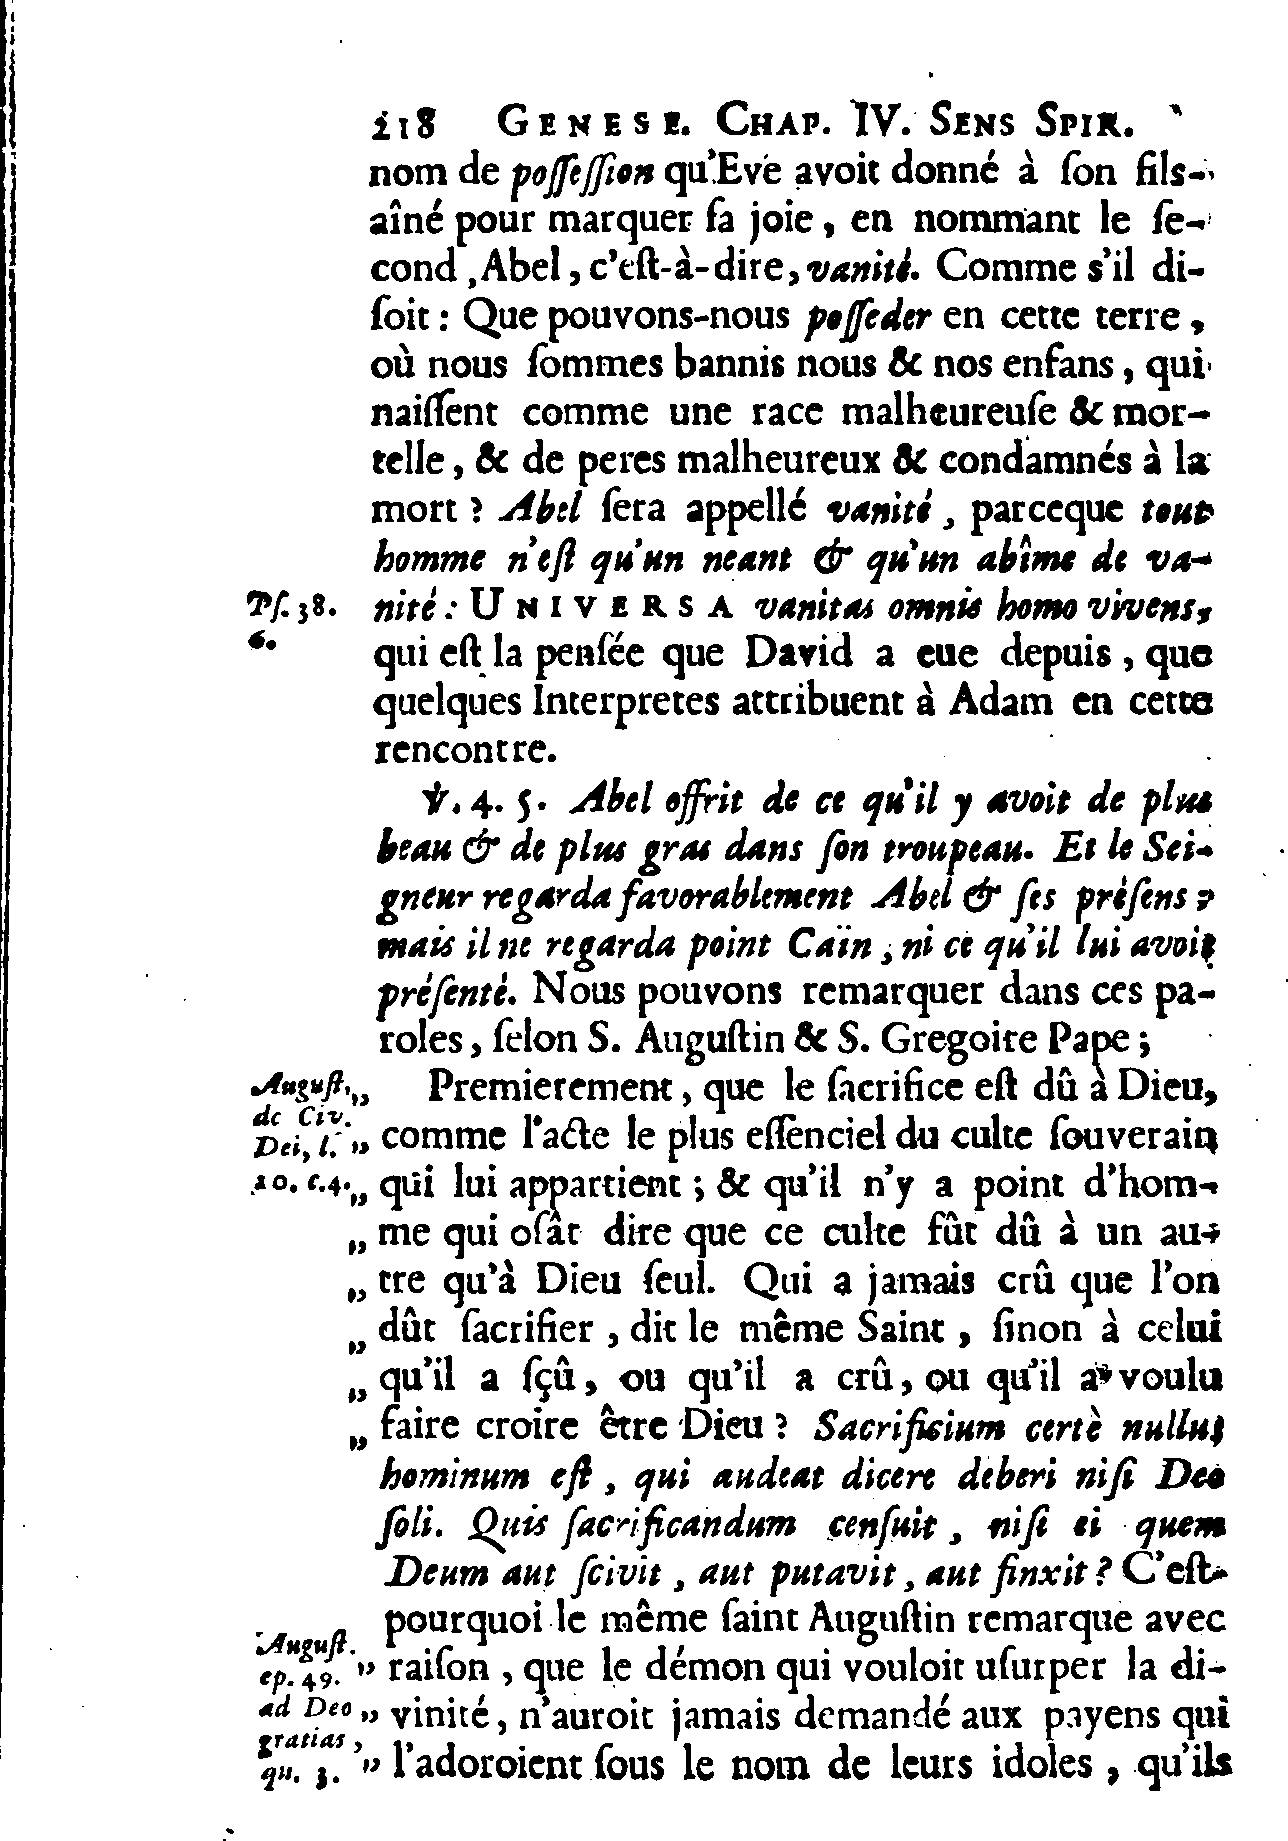 218 GENESE. CHAP. IV. SENS SPIR.
nom de poſſeſſion qu'Eve avoit donné à ſon fils-
aîné pour marquer ſa joie, en nommant le ſe-
cond, Abel, c'eſt-à-dire, vanité. Comme s'il di-
ſoit : Que pouvons-nous poſſeder en cette terre,
où nous ſommes bannis nous & nos enfans, qui
naiſſent comme une race malheureuſe & mor-
telle, & de peres malheureux & condamnés à la
mort ? Abel ſera appellé vanité, parceque tout
homme n'eſt qu'un neant & qu'un abîme de va-
Pſ. 38. nité : UNIVERSA vanitas omnis homo vivens,
6.
qui eſt la penſée que David a eue depuis, que
quelques Interpretes attribuent à Adam en cette
rencontre.
℣. 4. 5. Abel offrit de ce qu'il y avoit de plus
beau & de plus gras dans ſon troupeau. Et le Sei-
gneur regarda favorablement Abel & ſes préſens ;
mais il ne regarda point Caïn, ni ce qu'il lui avoit
préſenté. Nous pouvons remarquer dans ces pa-
roles, ſelon S. Auguſtin & S. Gregoire Pape ;
Auguſt. „ Premierement, que le ſacrifice eſt dû à Dieu,
de Civ.
Dei, l. „ comme l'acte le plus eſſenciel du culte ſouverain
10. c. 4. „ qui lui appartient ; & qu'il n'y a point d'hom-
„ me qui oſât dire que ce culte fût dû à un au-
„ tre qu'à Dieu ſeul. Qui a jamais crû que l'on
„ dût ſacrifier, dit le même Saint, ſinon à celui
„ qu'il a ſçû, ou qu'il a crû, ou qu'il a voulu
„ faire croire être Dieu ? Sacrificium certè nullus
hominum eſt, qui audeat dicere deberi niſi Deo
ſoli. Quis ſacrificandum cenſuit, niſi ei quem
Deum aut ſcivit, aut putavit, aut finxit ? C'eſt-
pourquoi le même ſaint Auguſtin remarque avec
Auguſt.
ep. 49. „ raiſon, que le démon qui vouloit uſurper la di-
ad Deo „ vinité, n'auroit jamais demandé aux payens qui
gratias,
qu. 3. „ l'adoroient ſous le nom de leurs idoles, qu'ils